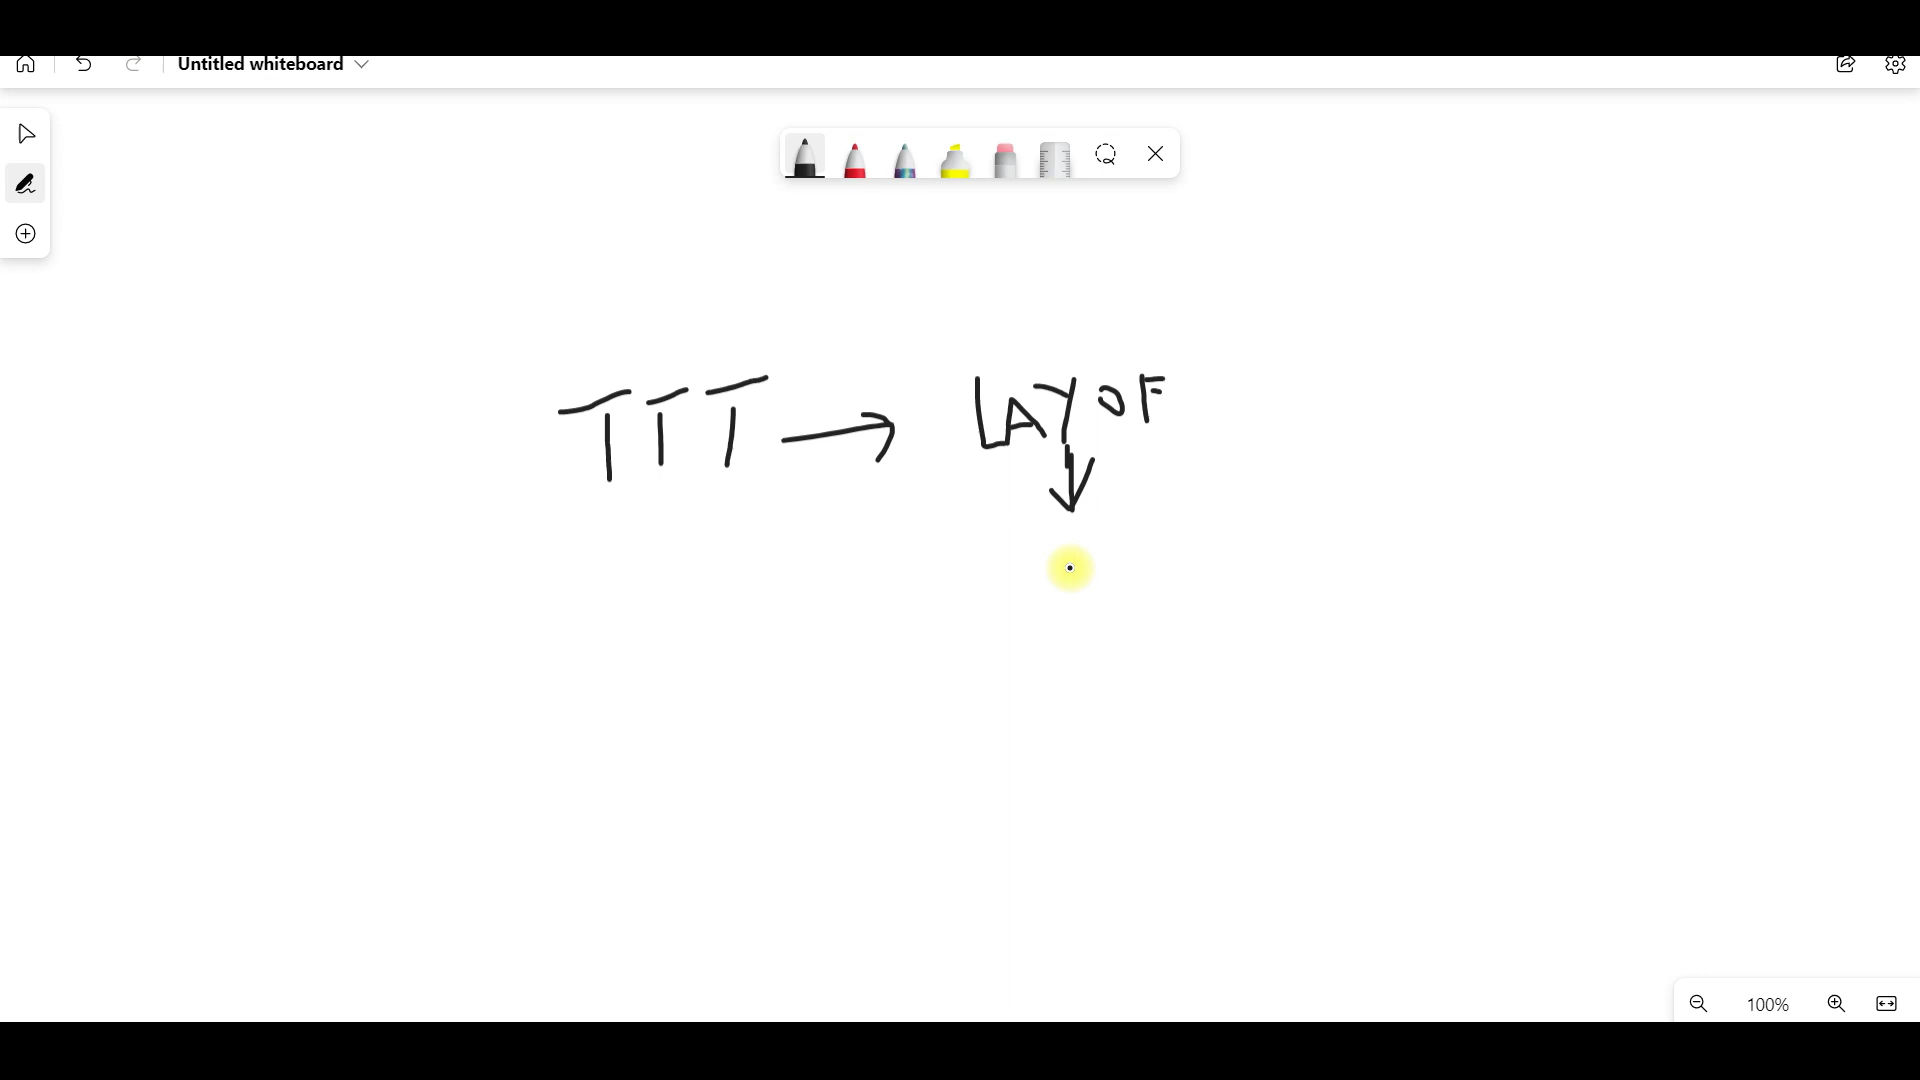 Untitled whiteboard
TTT → LAYOF
↓
100%